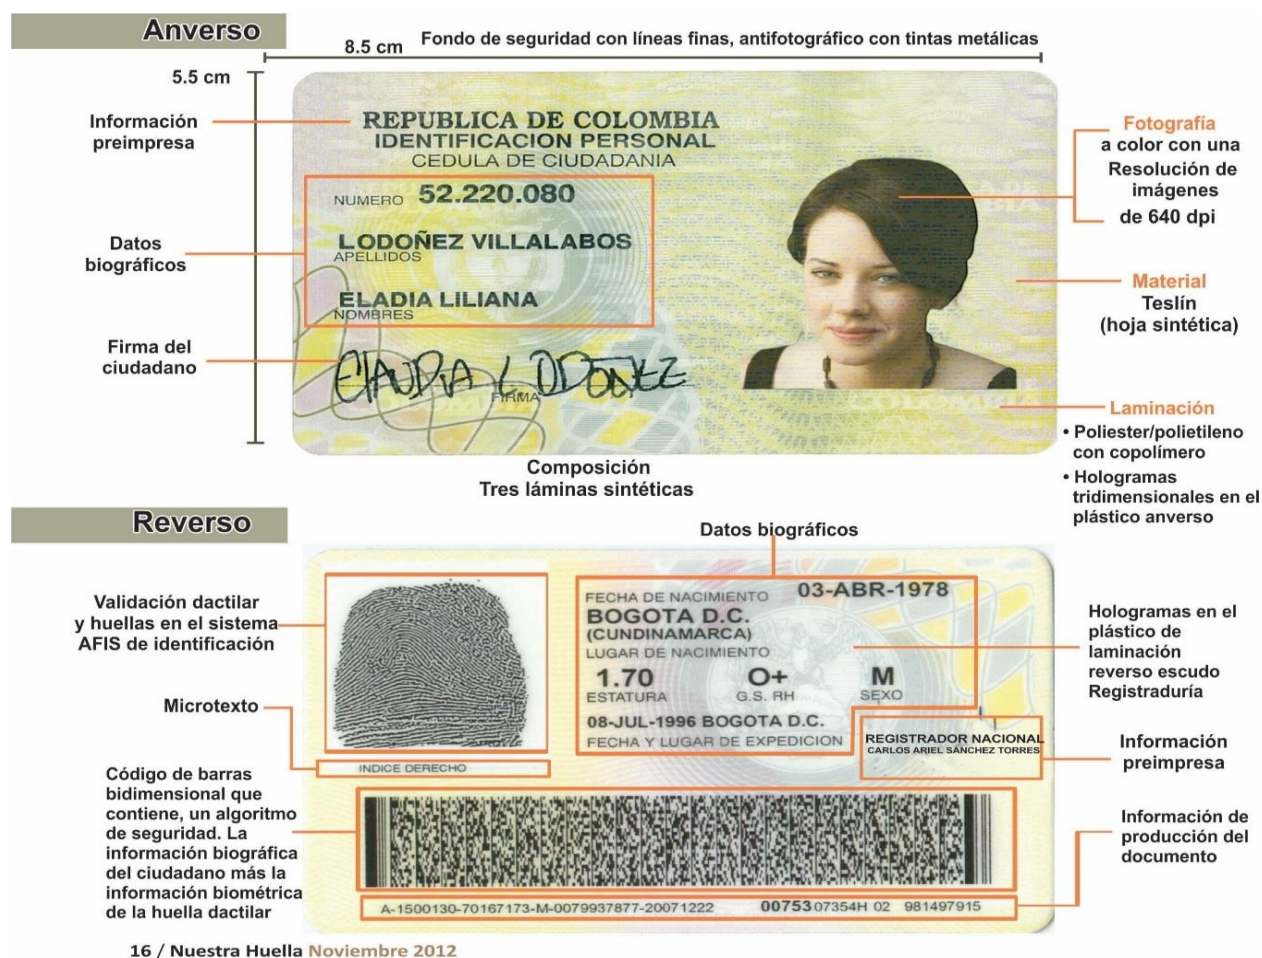 Anverso
8.5 cm
Fondo de seguridad con líneas finas, antifotográfico con tintas metálicas
5.5 cm
Información
preimpresa
REPUBLICA DE COLOMBIA
IDENTIFICACION PERSONAL
CEDULA DE CIUDADANIA
NUMERO 52.220.080
LODOÑEZ VILLALABOS
APELLIDOS
ELADIA LILIANA
NOMBRES
FIRMA
Datos
biográficos
Firma del
ciudadano
Fotografía
a color con una
Resolución de
imágenes
de 640 dpi
Material
Teslín
(hoja sintética)
Laminación
• Poliester/polietileno
con copolímero
• Hologramas
tridimensionales en el
plástico anverso
Composición
Tres láminas sintéticas
Reverso
Datos biográficos
Validación dactilar
y huellas en el sistema
AFIS de identificación
Microtexto
INDICE DERECHO
Código de barras
bidimensional que
contiene, un algoritmo
de seguridad. La
información biográfica
del ciudadano más la
información biométrica
de la huella dactilar
FECHA DE NACIMIENTO 03-ABR-1978
BOGOTA D.C.
(CUNDINAMARCA)
LUGAR DE NACIMIENTO
1.70 O+ M
ESTATURA G.S. RH SEXO
08-JUL-1996 BOGOTA D.C.
FECHA Y LUGAR DE EXPEDICION
REGISTRADOR NACIONAL
CARLOS ARIEL SÁNCHEZ TORRES
A-1500130-70167173-M-0079937877-20071222 00753 07354H 02 981497915
Hologramas en el
plástico de
laminación
reverso escudo
Registraduría
Información
preimpresa
Información de
producción del
documento
16 / Nuestra Huella Noviembre 2012